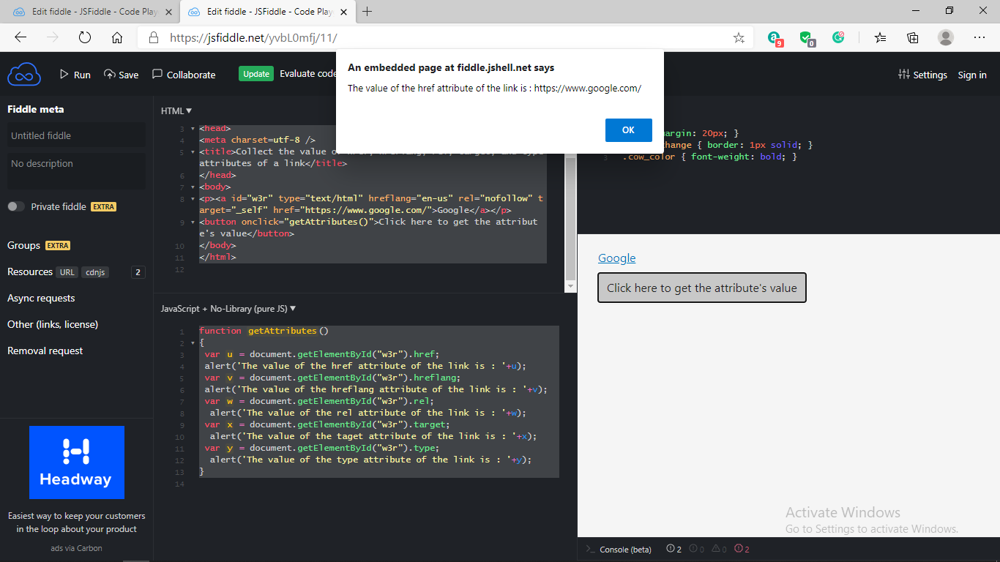 Edit fiddle - JSFiddle - Code Play
Edit fiddle - JSFiddle - Code Play
https://jsfiddle.net/yvbL0mfj/11/
9
0
Run
Save
Collaborate
Update
Evaluate code
Settings
Sign in
An embedded page at fiddle.jshell.net says
The value of the href attribute of the link is : https://www.google.com/
OK
Fiddle meta
Untitled fiddle
No description
Private fiddle EXTRA
Groups EXTRA
Resources URL cdnjs 2
Async requests
Other (links, license)
Removal request
Headway
Easiest way to keep your customers
in the loop about your product
ads via Carbon
HTML
3 <head>
4 <meta charset=utf-8 />
5 <title>Collect the value o
attributes of a link</title>
6 </head>
7 <body>
8 <p><a id="w3r" type="text/html" hreflang="en-us" rel="nofollow" t
arget="_self" href="https://www.google.com/">Google</a></p>
9 <button onclick="getAttributes()">Click here to get the attribut
e's value</button>
10 </body>
11 </html>
12
JavaScript + No-Library (pure JS)
1 function getAttributes()
2 {
3 var u = document.getElementById("w3r").href;
4 alert('The value of the href attribute of the link is : '+u);
5 var v = document.getElementById("w3r").hreflang;
6 alert('The value of the hreflang attribute of the link is : '+v);
7 var w = document.getElementById("w3r").rel;
8 alert('The value of the rel attribute of the link is : '+w);
9 var x = document.getElementById("w3r").target;
10 alert('The value of the taget attribute of the link is : '+x);
11 var y = document.getElementById("w3r").type;
12 alert('The value of the type attribute of the link is : '+y);
13 }
14
argin: 20px; }
hange { border: 1px solid; }
3 .cow_color { font-weight: bold; }
Google
Click here to get the attribute's value
Activate Windows
Go to Settings to activate Windows.
>_ Console (beta) 2 0 0 2